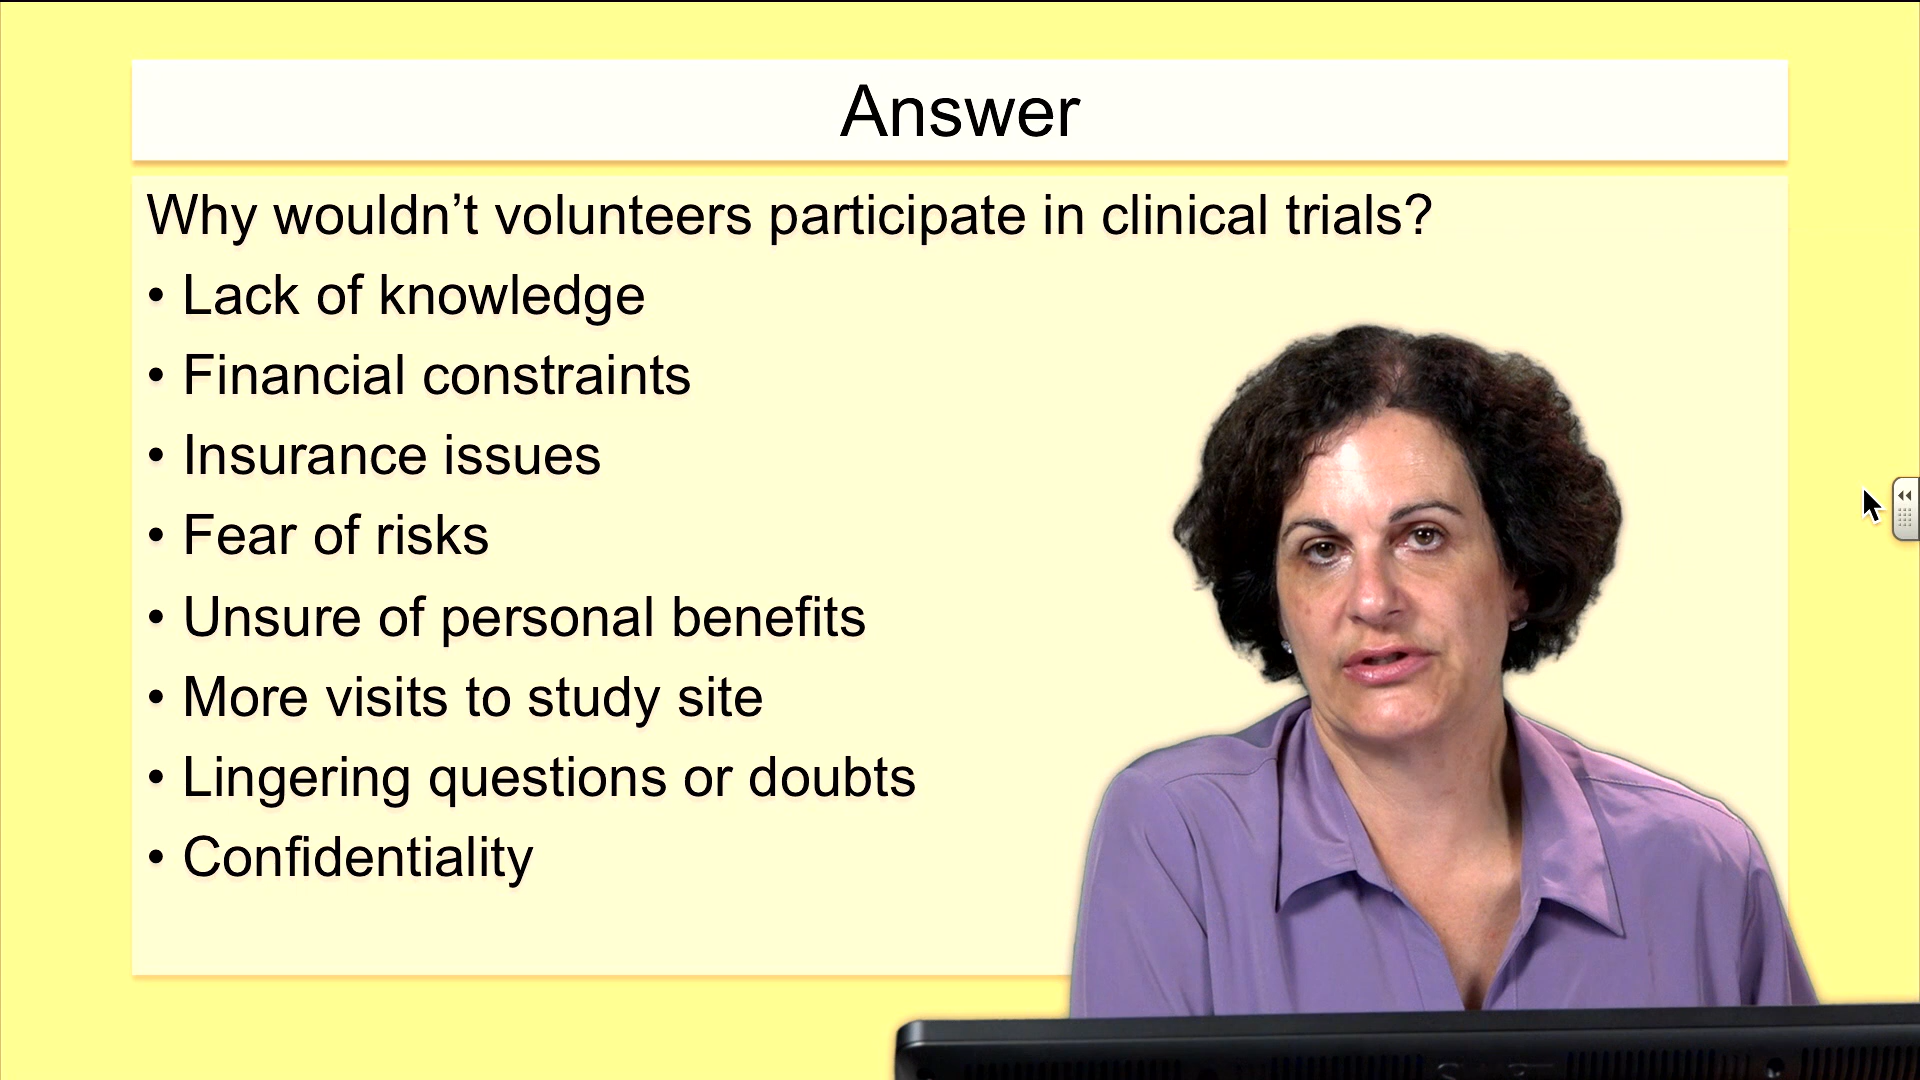 Answer
Why wouldn’t volunteers participate in clinical trials?
• Lack of knowledge
• Financial constraints
• Insurance issues
• Fear of risks
• Unsure of personal benefits
• More visits to study site
• Lingering questions or doubts
• Confidentiality